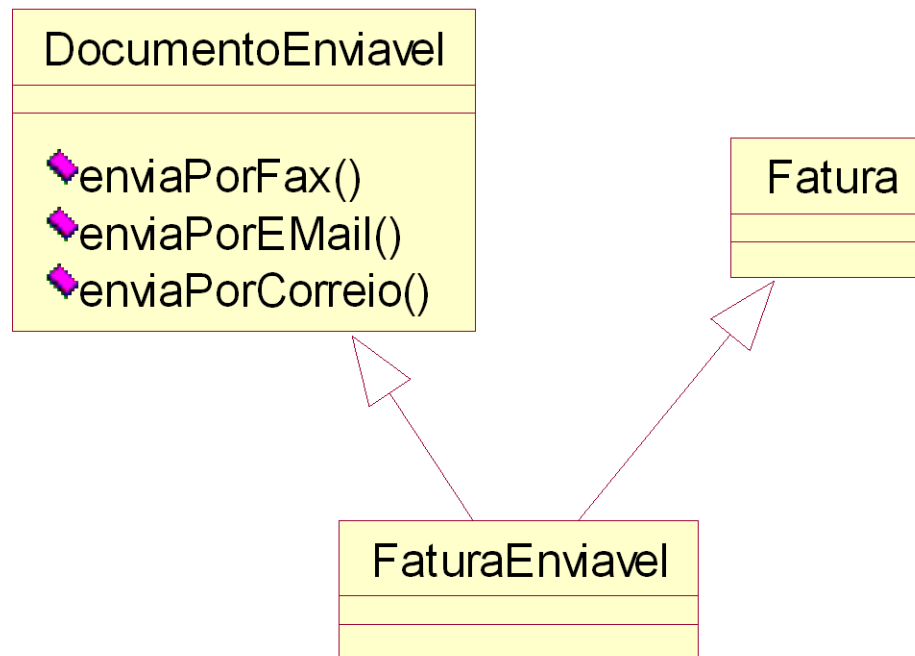 DocumentoEnviavel
enviaPorFax()
enviaPorEMail()
enviaPorCorreio()
Fatura
FaturaEnviavel